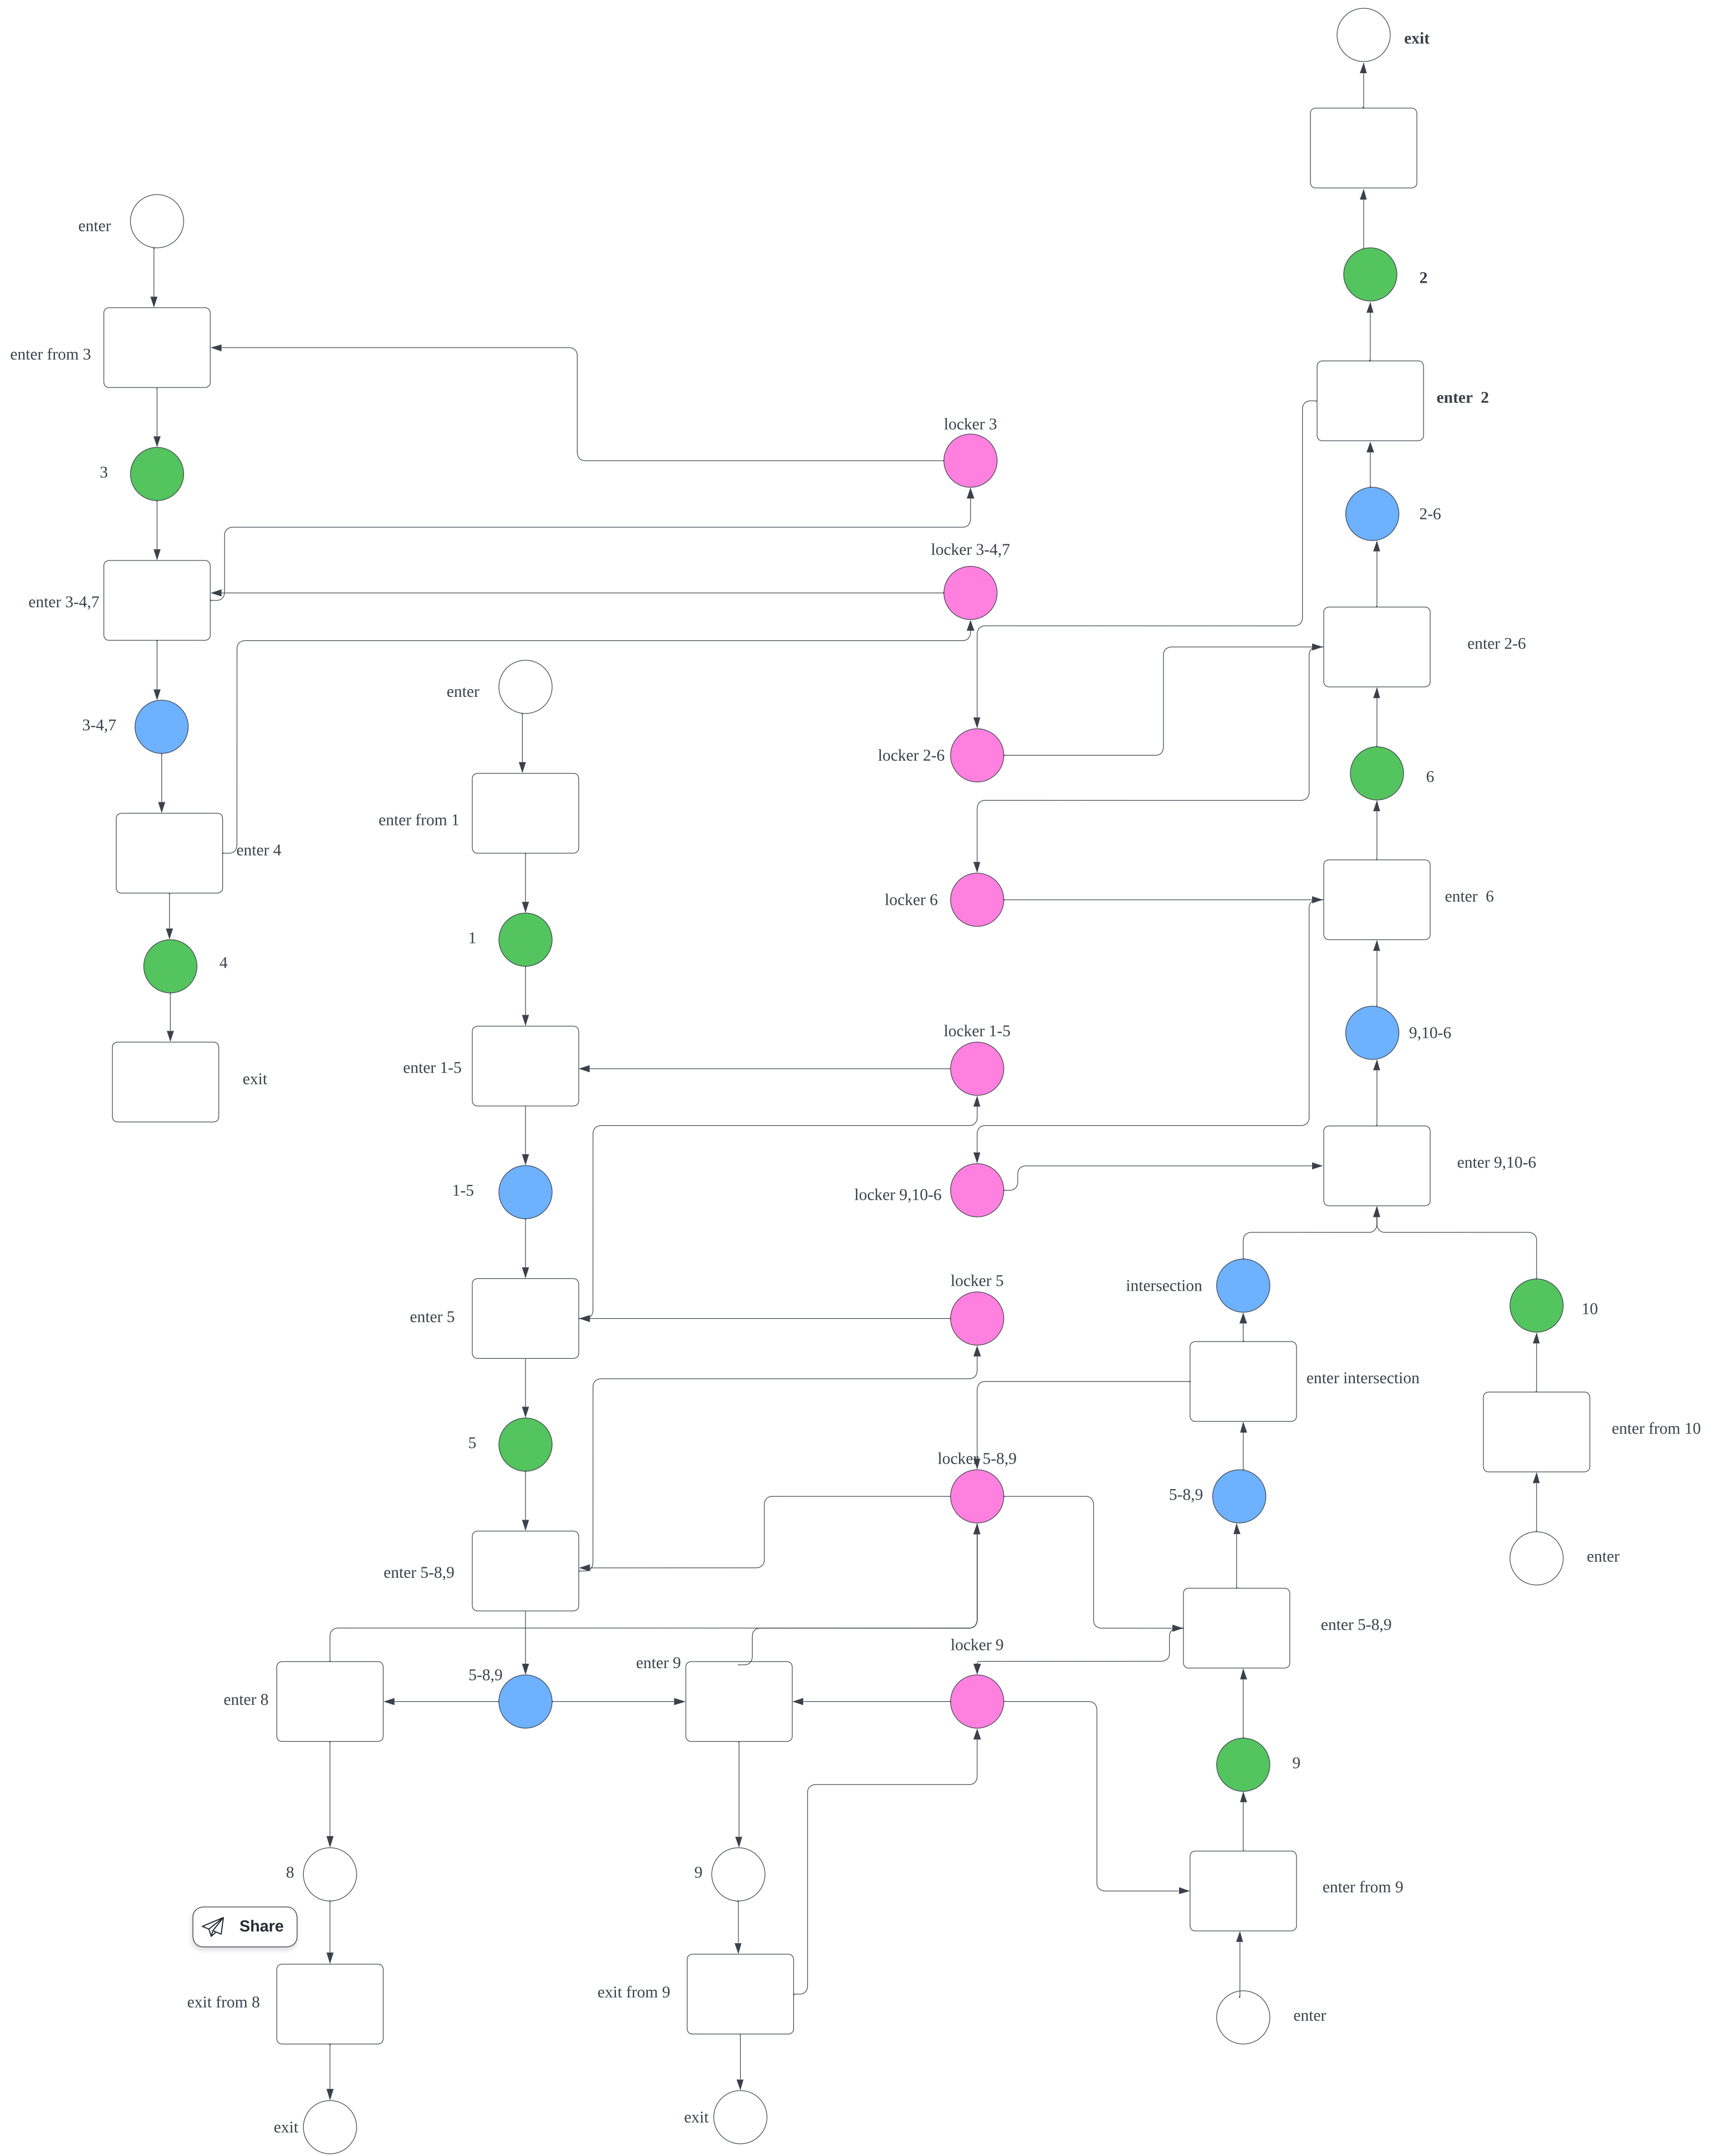 exit
enter
2
enter from 3
enter 2
locker 3
3
2-6
locker 3-4,7
enter 3-4,7
enter 2-6
enter
3-4,7
locker 2-6
6
enter from 1
enter 4
locker 6
enter 6
1
4
locker 1-5
9,10-6
enter 1-5
exit
enter 9,10-6
1-5
locker 9,10-6
locker 5
intersection
10
enter 5
enter intersection
enter from 10
5
locker 5-8,9
5-8,9
enter
enter 5-8,9
enter 5-8,9
locker 9
enter 9
5-8,9
enter 8
9
8
9
enter from 9
Share
exit from 9
exit from 8
enter
exit
exit